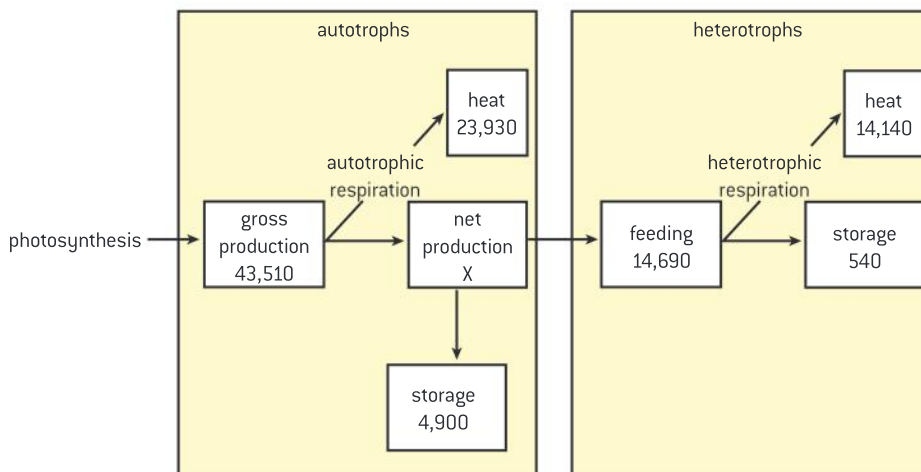 autotrophs
heat
23,930
autotrophic
respiration
photosynthesis
gross
production
43,510
net
production
X
storage
4,900
heterotrophs
heat
14,140
heterotrophic
respiration
feeding
14,690
storage
540